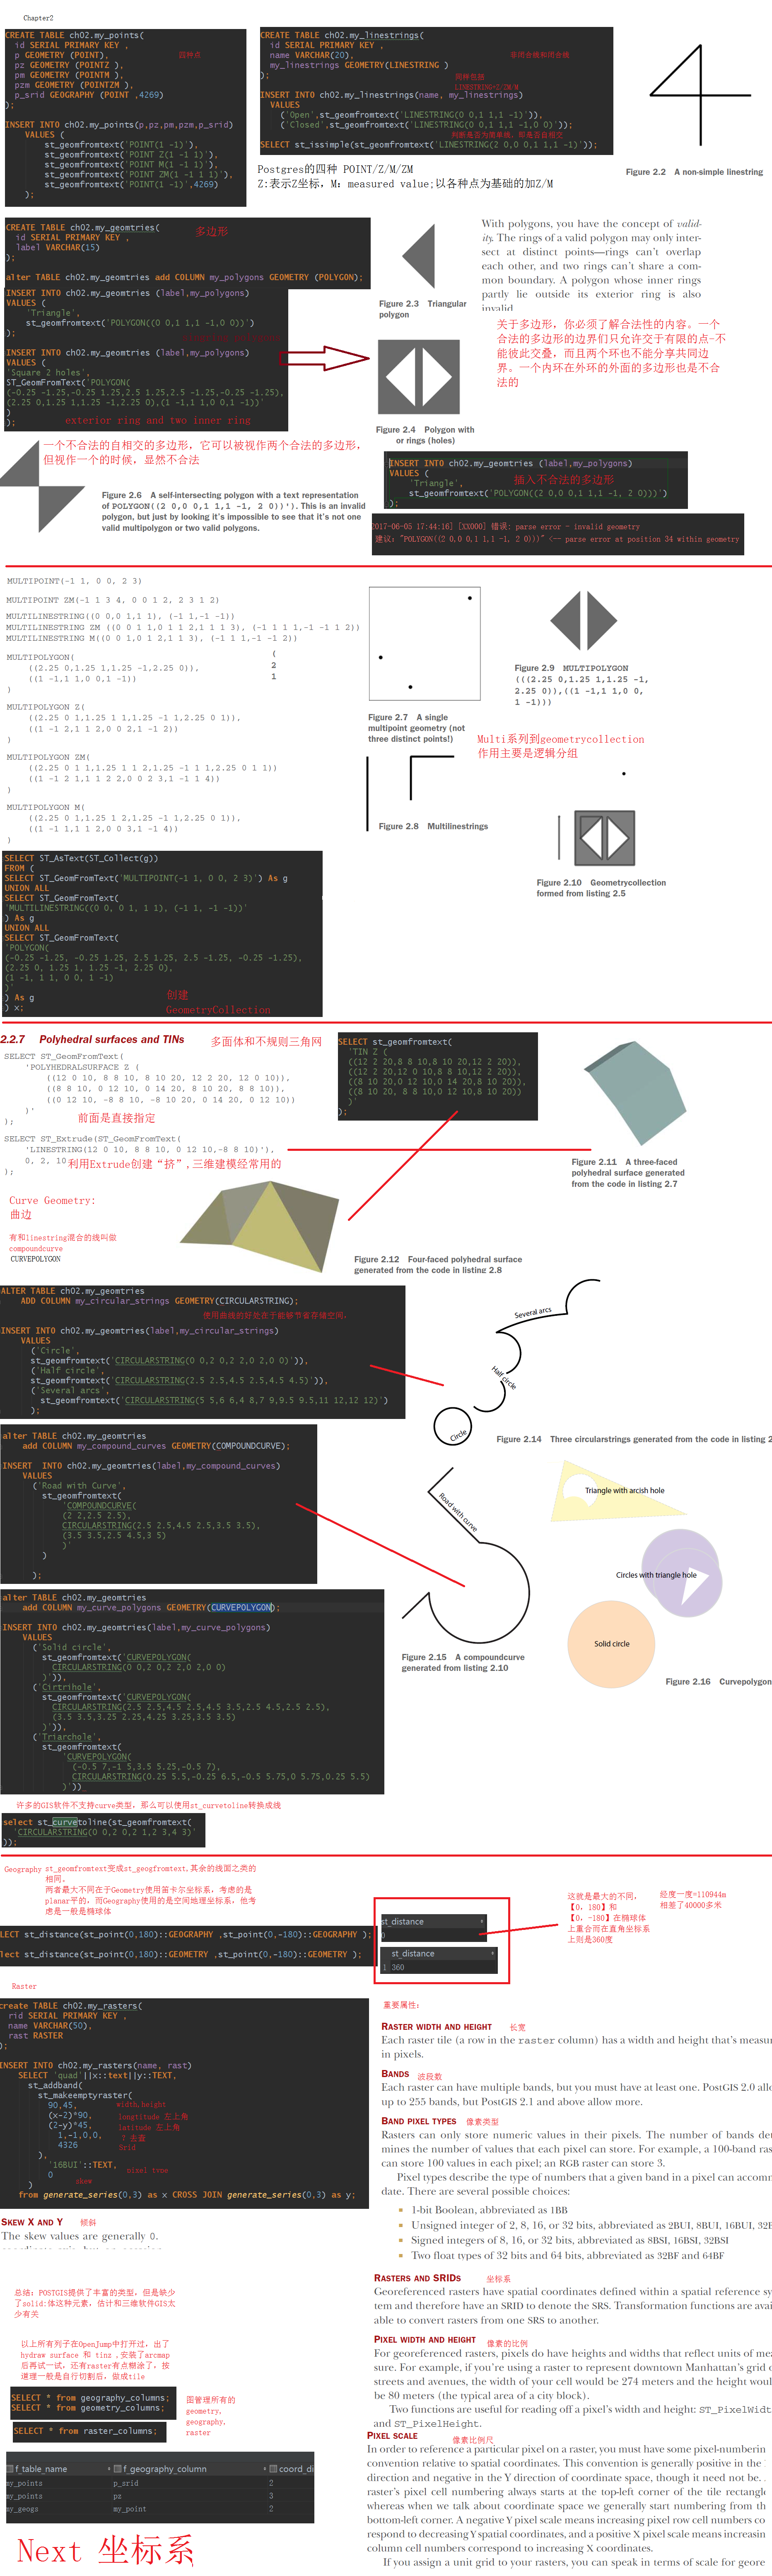 Chapter2
CREATE TABLE ch02.my_points(
id SERIAL PRIMARY KEY ,
p GEOMETRY (POINT),
四种点
pz GEOMETRY (POINTZ ),
pm GEOMETRY (POINTM ),
pzm GEOMETRY (POINTZM ),
p_srid GEOGRAPHY (POINT ,4269)
);
INSERT INTO ch02.my_points(p,pz,pm,pzm,p_srid)
VALUES (
st_geomfromtext('POINT(1 -1)'),
st_geomfromtext('POINT Z(1 -1 1)'),
st_geomfromtext('POINT M(1 -1 1)'),
st_geomfromtext('POINT ZM(1 -1 1 1)'),
st_geomfromtext('POINT(1 -1)',4269)
);
CREATE TABLE ch02.my_linestrings(
id SERIAL PRIMARY KEY ,
name VARCHAR(20),
非闭合线和闭合线
my_linestrings GEOMETRY(LINESTRING )
);
同样包括
LINESTRING+Z/ZM/M
INSERT INTO ch02.my_linestrings(name, my_linestrings)
VALUES
('Open',st_geomfromtext('LINESTRING(0 0,1 1,1 -1)')),
('Closed',st_geomfromtext('LINESTRING(0 0,1 1,1 -1,0 0)'));
判断是否为简单线，即是否自相交
SELECT st_issimple(st_geomfromtext('LINESTRING(2 0,0 0,1 1,1 -1)'));
Figure 2.2 A non-simple linestring
Postgres的四种 POINT/Z/M/ZM
Z:表示Z坐标，M: measured value;以各种点为基础的加Z/M
CREATE TABLE ch02.my_geomtries(
多边形
id SERIAL PRIMARY KEY ,
label VARCHAR(15)
);
alter TABLE ch02.my_geomtries add COLUMN my_polygons GEOMETRY (POLYGON);
INSERT INTO ch02.my_geomtries (label,my_polygons)
VALUES (
'Triangle',
st_geomfromtext('POLYGON((0 0,1 1,1 -1,0 0))')
);
INSERT INTO ch02.my_geomtries (label,my_polygons)
VALUES (
'Square 2 holes',
ST_GeomFromText('POLYGON(
(-0.25 -1.25,-0.25 1.25,2.5 1.25,2.5 -1.25,-0.25 -1.25),
(2.25 0,1.25 1,1.25 -1,2.25 0),(1 -1,1 1,0 0,1 -1))'
)
);
exterior ring and two inner ring
Figure 2.3 Triangular
polygon
With polygons, you have the concept of valid-
ity. The rings of a valid polygon may only inter-
sect at distinct points—rings can't overlap
each other, and two rings can't share a com-
mon boundary. A polygon whose inner rings
partly lie outside its exterior ring is also
invalid.
关于多边形，你必须了解合法性的内容。一个
合法的多边形的边界们只允许交于有限的点-不
能彼此交叠，而且两个环也不能分享共同边
界。一个内环在外环的外面的多边形也是不合
法的
Figure 2.4 Polygon with
or rings (holes)
一个不合法的自相交的多边形，它可以被视作两个合法的多边形，
但视作一个的时候，显然不合法
Figure 2.6 A self-intersecting polygon with a text representation
of POLYGON((2 0,0 0,1 1,1 -1, 2 0))'). This is an invalid
polygon, but just by looking it's impossible to see that it's not one
valid multipolygon or two valid polygons.
INSERT INTO ch02.my_geomtries (label,my_polygons)
VALUES (
'Triangle',
插入不合法的多边形
st_geomfromtext('POLYGON((2 0,0 0,1 1,1 -1, 2 0)))')
);
2017-06-05 17:44:16] [XX000] 错误: parse error - invalid geometry
建议: "POLYGON((2 0,0 0,1 1,1 -1, 2 0)))" <-- parse error at position 34 within geometry
MULTIPOINT(-1 1, 0 0, 2 3)
MULTIPOINT ZM(-1 1 3 4, 0 0 1 2, 2 3 1 2)
MULTILINESTRING((0 0,0 1,1 1), (-1 1,-1 -1))
MULTILINESTRING ZM ((0 0 1 1,0 1 1 2,1 1 1 3), (-1 1 1 1,-1 -1 1 2))
MULTILINESTRING M((0 0 1,0 1 2,1 1 3), (-1 1 1,-1 -1 2))
MULTIPOLYGON(
((2.25 0,1.25 1,1.25 -1,2.25 0)),
((1 -1,1 1,0 0,1 -1))
)
(
2
1
MULTIPOLYGON Z(
((2.25 0 1,1.25 1 1,1.25 -1 1,2.25 0 1)),
((1 -1 2,1 1 2,0 0 2,1 -1 2))
)
MULTIPOLYGON ZM(
((2.25 0 1 1,1.25 1 1 2,1.25 -1 1 1,2.25 0 1 1))
((1 -1 2 1,1 1 2 2,0 0 2 3,1 -1 1 4))
)
MULTIPOLYGON M(
((2.25 0 1,1.25 1 2,1.25 -1 1,2.25 0 1)),
((1 -1 1,1 1 2,0 0 3,1 -1 4))
)
Figure 2.7 A single
multipoint geometry (not
three distinct points!)
Figure 2.9 MULTIPOLYGON
(((2.25 0,1.25 1,1.25 -1,
2.25 0)),((1 -1,1 1,0 0,
1 -1)))
Multi系列到geometrycollection
作用主要是逻辑分组
Figure 2.8 Multilinestrings
Figure 2.10 Geometrycollection
formed from listing 2.5
SELECT ST_AsText(ST_Collect(g))
FROM (
SELECT ST_GeomFromText('MULTIPOINT(-1 1, 0 0, 2 3)') As g
UNION ALL
SELECT ST_GeomFromText(
'MULTILINESTRING((0 0, 0 1, 1 1), (-1 1, -1 -1))'
) As g
UNION ALL
SELECT ST_GeomFromText(
'POLYGON(
(-0.25 -1.25, -0.25 1.25, 2.5 1.25, 2.5 -1.25, -0.25 -1.25),
(2.25 0, 1.25 1, 1.25 -1, 2.25 0),
(1 -1, 1 1, 0 0, 1 -1)
)'
) As g
) x;
创建
GeometryCollection
2.2.7 Polyhedral surfaces and TINs
多面体和不规则三角网
SELECT ST_GeomFromText(
'POLYHEDRALSURFACE Z (
((12 0 10, 8 8 10, 8 10 20, 12 2 20, 12 0 10)),
((8 8 10, 0 12 10, 0 14 20, 8 10 20, 8 8 10)),
((0 12 10, -8 8 10, -8 10 20, 0 14 20, 0 12 10))
)'
);
前面是直接指定
SELECT ST_Extrude(ST_GeomFromText(
'LINESTRING(12 0 10, 8 8 10, 0 12 10,-8 8 10)'),
0, 2, 10
);
利用Extrude创建“挤”,三维建模经常用的
SELECT st_geomfromtext(
'TIN Z (
((12 2 20,8 8 10,8 10 20,12 2 20)),
((12 2 20,12 0 10,8 8 10,12 2 20)),
((8 10 20,0 12 10,0 14 20,8 10 20)),
((8 10 20, 8 8 10,0 12 10,8 10 20))
)'
);
Figure 2.11 A three-faced
polyhedral surface generated
from the code in listing 2.7
Curve Geometry:
曲边
有和linestring混合的线叫做
compoundcurve
CURVEPOLYGON
Figure 2.12 Four-faced polyhedral surface
generated from the code in listing 2.8
ALTER TABLE ch02.my_geomtries
ADD COLUMN my_circular_strings GEOMETRY(CIRCULARSTRING);
使用曲线的好处在于能够节省存储空间，
INSERT INTO ch02.my_geomtries(label,my_circular_strings)
VALUES
('Circle',
st_geomfromtext('CIRCULARSTRING(0 0,2 0,2 2,0 2,0 0)')),
('Half circle',
st_geomfromtext('CIRCULARSTRING(2.5 2.5,4.5 2.5,4.5 4.5)')),
('Several arcs',
st_geomfromtext('CIRCULARSTRING(5 5,6 6,4 8,7 9,9.5 9.5,11 12,12 12)')
);
Several arcs
Half circle
Circle
Figure 2.14 Three circularstrings generated from the code in listing 2
alter TABLE ch02.my_geomtries
add COLUMN my_compound_curves GEOMETRY(COMPOUNDCURVE);
INSERT INTO ch02.my_geomtries(label,my_compound_curves)
VALUES
('Road with Curve',
st_geomfromtext(
'COMPOUNDCURVE(
(2 2,2.5 2.5),
CIRCULARSTRING(2.5 2.5,4.5 2.5,3.5 3.5),
(3.5 3.5,2.5 4.5,3 5)
)'
)
);
Road with curve
Triangle with arcish hole
Circles with triangle hole
Solid circle
Figure 2.15 A compoundcurve
generated from listing 2.10
Figure 2.16 Curvepolygon
alter TABLE ch02.my_geomtries
add COLUMN my_curve_polygons GEOMETRY(CURVEPOLYGON);
INSERT INTO ch02.my_geomtries(label,my_curve_polygons)
VALUES
('Solid circle',
st_geomfromtext('CURVEPOLYGON(
CIRCULARSTRING(0 0,2 0,2 2,0 2,0 0)
)')),
('Cirtrihole',
st_geomfromtext('CURVEPOLYGON(
CIRCULARSTRING(2.5 2.5,4.5 2.5,4.5 3.5,2.5 4.5,2.5 2.5),
(3.5 3.5,3.25 2.25,4.25 3.25,3.5 3.5)
)')),
('Triarchole',
st_geomfromtext(
'CURVEPOLYGON(
(-0.5 7,-1 5,3.5 5.25,-0.5 7),
CIRCULARSTRING(0.25 5.5,-0.25 6.5,-0.5 5.75,0 5.75,0.25 5.5)
)'))
许多的GIS软件不支持curve类型，那么可以使用st_curvetoline转换成线
select st_curvetoline(st_geomfromtext(
'CIRCULARSTRING(0 0,2 0,2 1,2 3,4 3)'
));
Geography
st_geomfromtext变成st_geogfromtext.其余的线面之类的
相同。
两者最大不同在于Geometry使用笛卡尔坐标系，考虑的是
planar平的，而Geography使用的是空间地理坐标系，他考
虑是一般是椭球体
LECT st_distance(st_point(0,180)::GEOGRAPHY ,st_point(0,-180)::GEOGRAPHY );
lect st_distance(st_point(0,180)::GEOMETRY ,st_point(0,-180)::GEOMETRY );
st_distance
0
st_distance
1 360
这就是最大的不同，
【0，180】和
【0，-180】在椭球体
上重合而在直角坐标系
上则是360度
经度一度=110944m
相差了40000多米
Raster
create TABLE ch02.my_rasters(
rid SERIAL PRIMARY KEY ,
name VARCHAR(50),
rast RASTER
);
INSERT INTO ch02.my_rasters(name, rast)
SELECT 'quad'||x::text||y::TEXT,
st_addband(
st_makeemptyraster(
90,45,
width,height
(x-2)*90,
longtitude 左上角
(2-y)*45,
latitude 左上角
1,-1,0,0,
4326
Srid
),
'16BUI'::TEXT,
pixel type
0
skew
)
from generate_series(0,3) as x CROSS JOIN generate_series(0,3) as y;
SKEW X AND Y 倾斜
The skew values are generally 0.
重要属性:
RASTER WIDTH AND HEIGHT 长宽
Each raster tile (a row in the raster column) has a width and height that's measu
in pixels.
BANDS 波段数
Each raster can have multiple bands, but you must have at least one. PostGIS 2.0 allo
up to 255 bands, but PostGIS 2.1 and above allow more.
BAND PIXEL TYPES 像素类型
Rasters can only store numeric values in their pixels. The number of bands de
mines the number of values that each pixel can store. For example, a 100-band ras
can store 100 values in each pixel; an RGB raster can store 3.
Pixel types describe the type of numbers that a given band in a pixel can accomm
date. There are several possible choices:
■ 1-bit Boolean, abbreviated as 1BB
■ Unsigned integer of 2, 8, 16, or 32 bits, abbreviated as 2BUI, 8BUI, 16BUI, 32B
■ Signed integers of 8, 16, or 32 bits, abbreviated as 8BSI, 16BSI, 32BSI
■ Two float types of 32 bits and 64 bits, abbreviated as 32BF and 64BF
RASTERS AND SRIDS 坐标系
Georeferenced rasters have spatial coordinates defined within a spatial reference sy
tem and therefore have an SRID to denote the SRS. Transformation functions are avai
able to convert rasters from one SRS to another.
PIXEL WIDTH AND HEIGHT 像素的比例
For georeferenced rasters, pixels do have heights and widths that reflect units of mea
sure. For example, if you're using a raster to represent downtown Manhattan's grid o
streets and avenues, the width of your cell would be 274 meters and the height woul
be 80 meters (the typical area of a city block).
Two functions are useful for reading off a pixel's width and height: ST_PixelWidt
and ST_PixelHeight.
PIXEL SCALE 像素比例尺
In order to reference a particular pixel on a raster, you must have some pixel-numberin
convention relative to spatial coordinates. This convention is generally positive in the
direction and negative in the Y direction of coordinate space, though it need not be.
raster's pixel cell numbering always starts at the top-left corner of the tile rectangle
whereas when we talk about coordinate space we generally start numbering from th
bottom-left corner. A negative Y pixel scale means increasing pixel row cell numbers co
respond to decreasing Y spatial coordinates, and a positive X pixel scale means increasin
column cell numbers correspond to increasing X coordinates.
If you assign a unit grid to your rasters, you can speak in terms of scale for geore
总结：POSTGIS提供了丰富的类型，但是缺少
了solid:体这种元素，估计和三维软件GIS太
少有关
以上所有列子在OpenJump中打开过，出了
hydraw surface 和 tinz .安装了arcmap
后再试一试，还有raster有点糊涂了，按
道理一般是自行切割后，做成tile
SELECT * from geography_columns;
SELECT * from geometry_columns;
SELECT * from raster_columns;
图管理所有的
geometry,
geography,
raster
f_table_name f_geography_column coord_di
my_points p_srid 2
my_points pz 3
my_geogs my_point 2
Next 坐标系